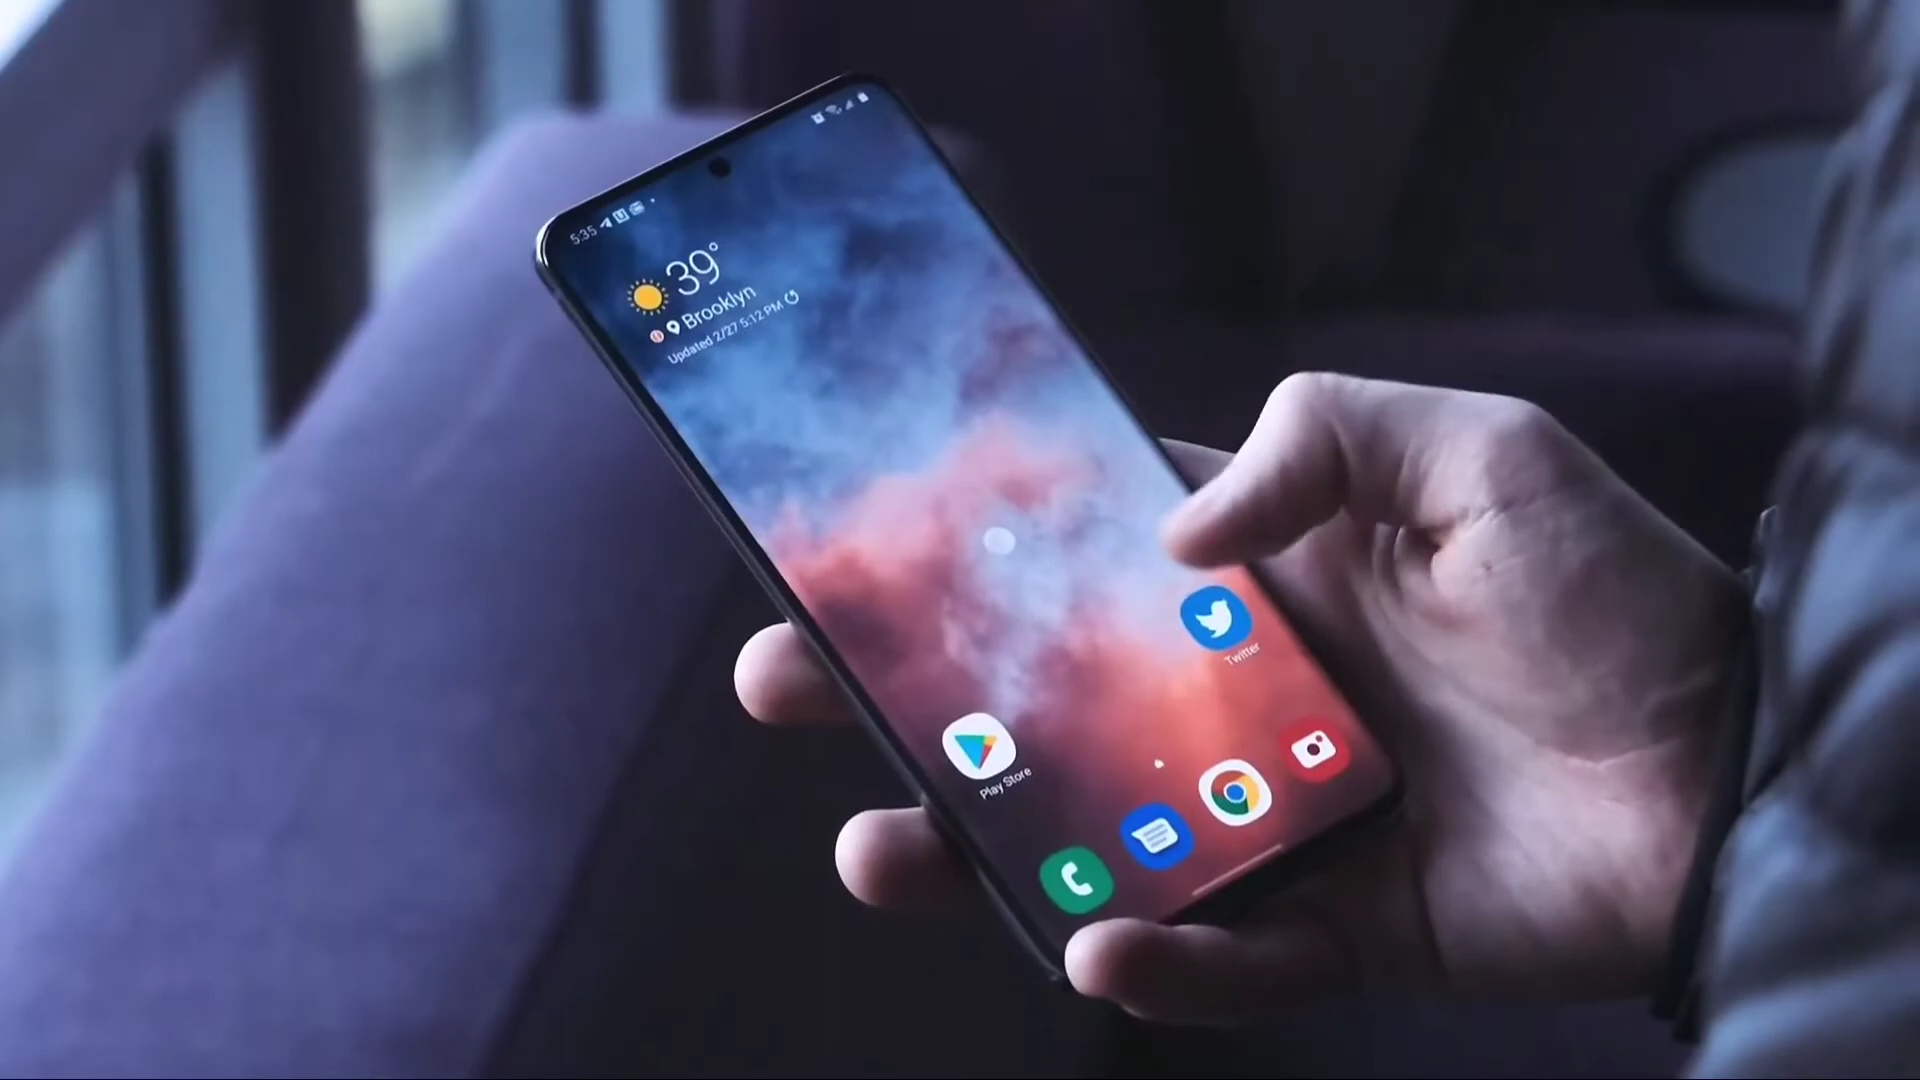 5:35
39°
Brooklyn
Updated 2/27 5:12 PM
Twitter
Play Store